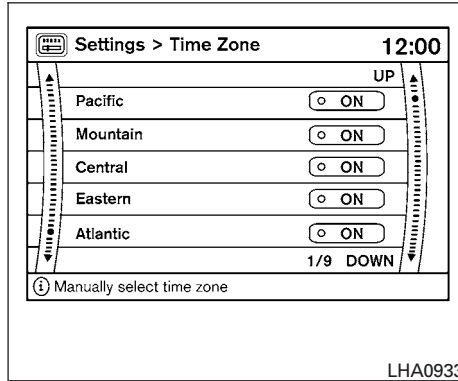 Settings > Time Zone 12:00
UP
Pacific ON
Mountain ON
Central ON
Eastern ON
Atlantic ON
1/9 DOWN
i Manually select time zone
LHA0933